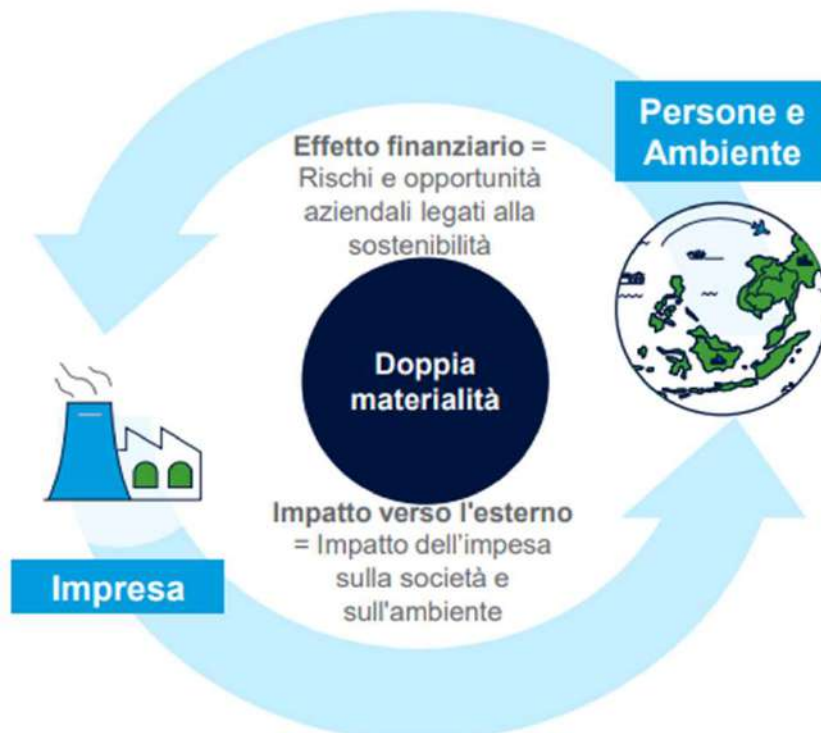 Persone e
Ambiente
Effetto finanziario =
Rischi e opportunità
aziendali legati alla
sostenibilità
Doppia
materialità
Impatto verso l'esterno
= Impatto dell'impesa
sulla società e
sull'ambiente
Impresa